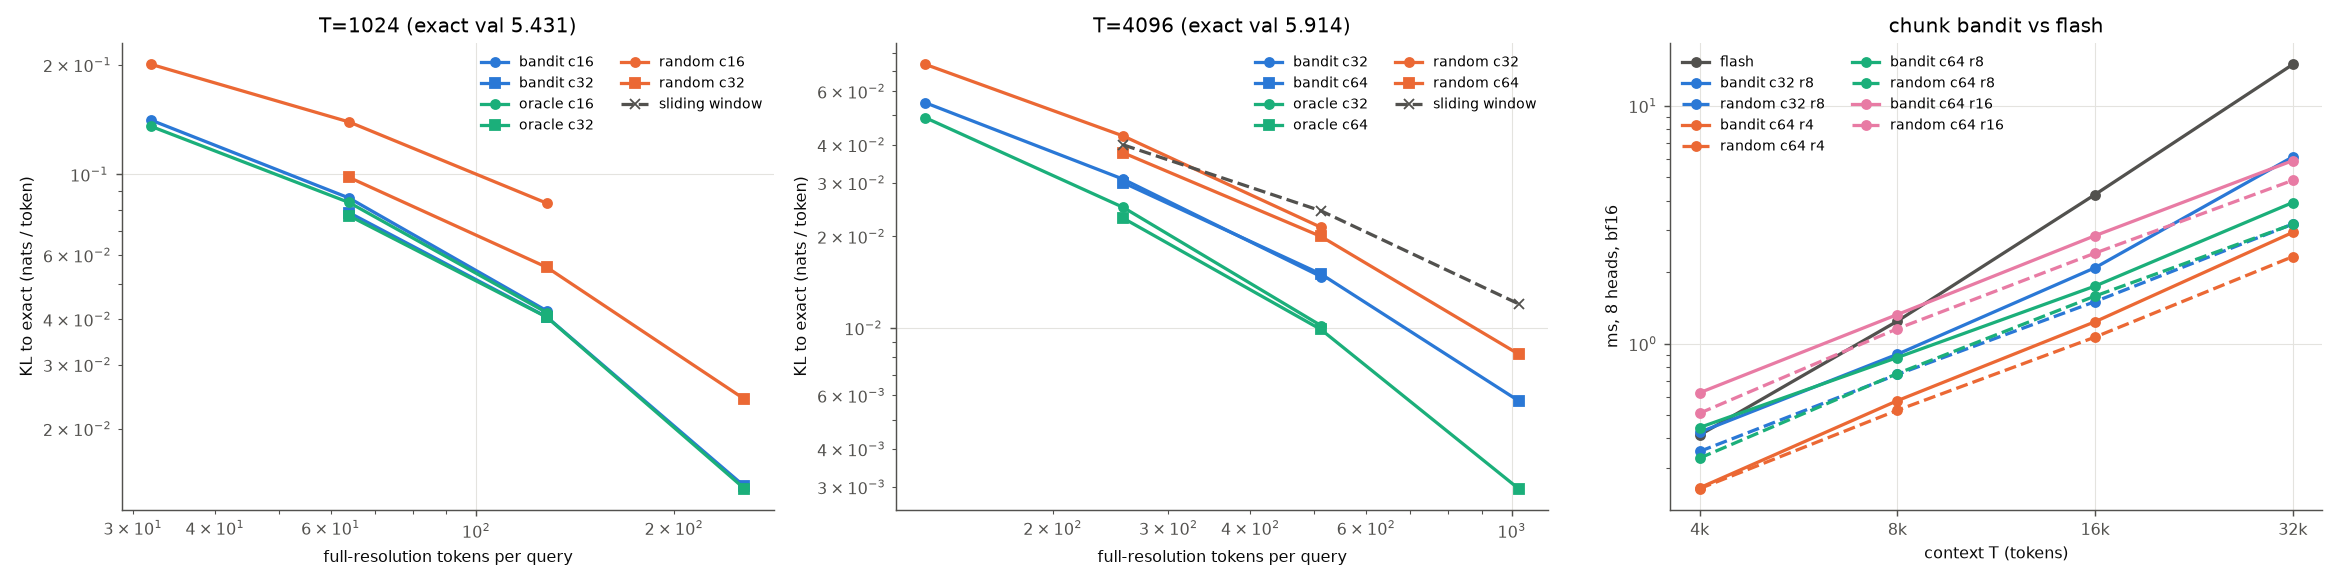 T=1024 (exact val 5.431)
bandit c16
bandit c32
oracle c16
oracle c32
random c16
random c32
sliding window
KL to exact (nats / token)
2 × 10⁻¹
10⁻¹
6 × 10⁻²
4 × 10⁻²
3 × 10⁻²
2 × 10⁻²
3 × 10¹
4 × 10¹
6 × 10¹
10²
2 × 10²
full-resolution tokens per query
T=4096 (exact val 5.914)
bandit c32
bandit c64
oracle c32
oracle c64
random c32
random c64
sliding window
KL to exact (nats / token)
6 × 10⁻²
4 × 10⁻²
3 × 10⁻²
2 × 10⁻²
10⁻²
6 × 10⁻³
4 × 10⁻³
3 × 10⁻³
2 × 10²
3 × 10²
4 × 10²
6 × 10²
10³
full-resolution tokens per query
chunk bandit vs flash
flash
bandit c32 r8
random c32 r8
bandit c64 r4
random c64 r4
bandit c64 r8
random c64 r8
bandit c64 r16
random c64 r16
ms, 8 heads, bf16
10¹
10⁰
4k
8k
16k
32k
context T (tokens)